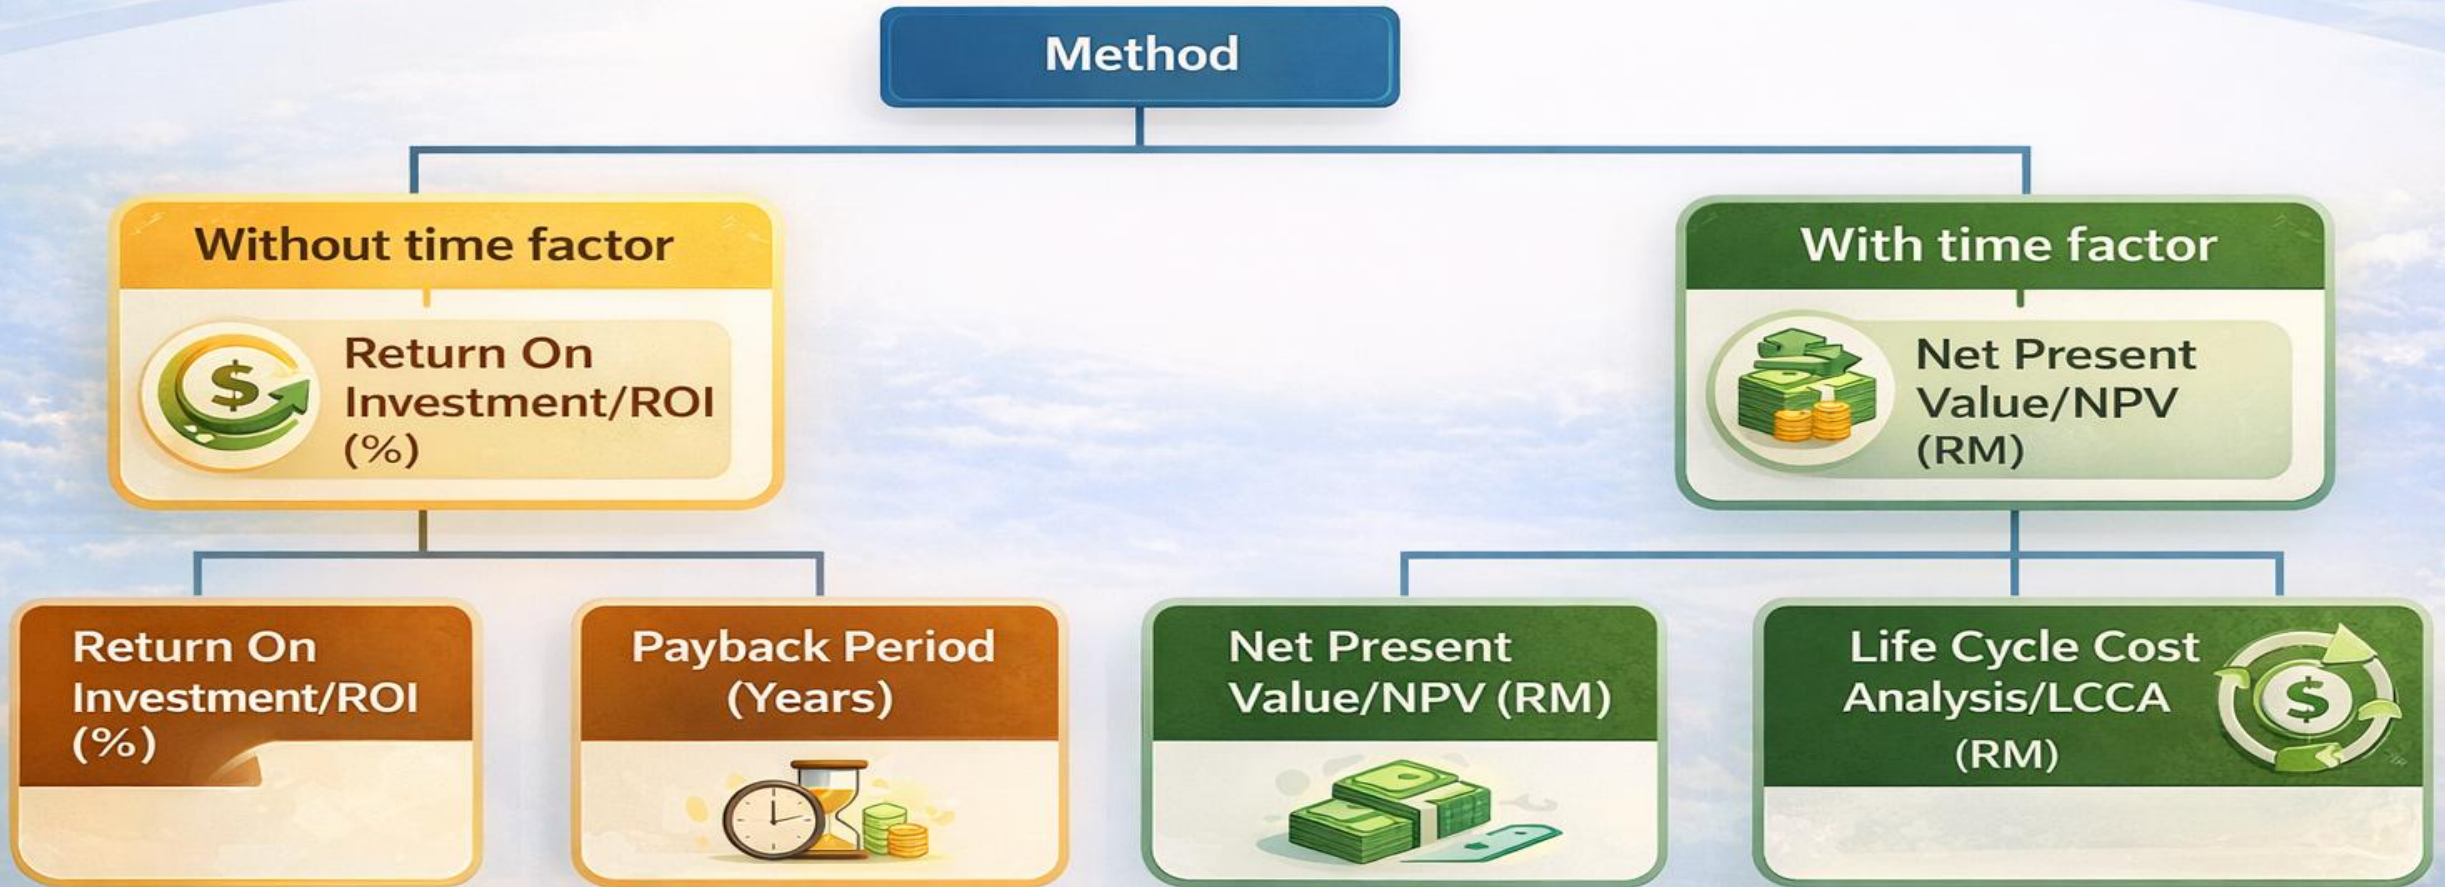 Method
Without time factor
Return On
Investment/ROI
(%)
With time factor
Net Present
Value/NPV
(RM)
Return On
Investment/ROI
(%)
Payback Period
(Years)
Net Present
Value/NPV (RM)
Life Cycle Cost
Analysis/LCCA
(RM)
$
$